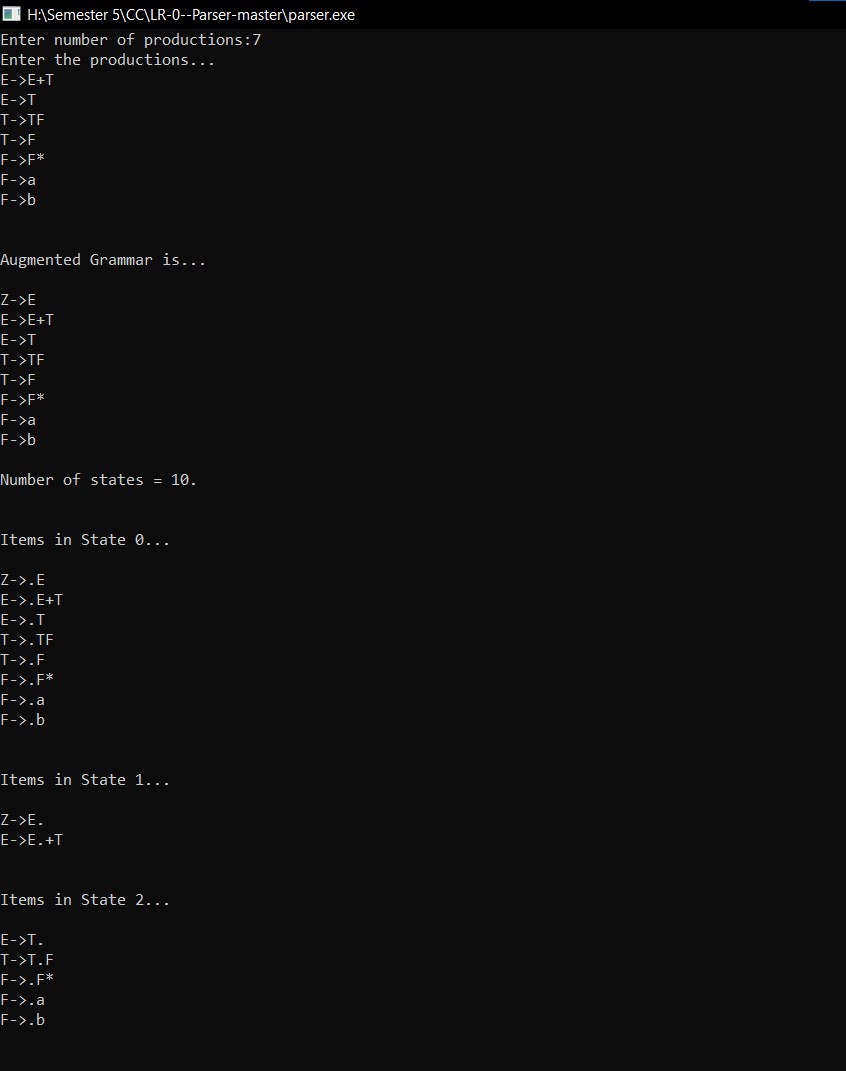 H:\Semester 5\CC\LR-0--Parser-master\parser.exe
Enter number of productions:7
Enter the productions...
E->E+T
E->T
T->TF
T->F
F->F*
F->a
F->b
Augmented Grammar is...
Z->E
E->E+T
E->T
T->TF
T->F
F->F*
F->a
F->b
Number of states = 10.
Items in State 0...
Z->.E
E->.E+T
E->.T
T->.TF
T->.F
F->.F*
F->.a
F->.b
Items in State 1...
Z->E.
E->E.+T
Items in State 2...
E->T.
T->T.F
F->.F*
F->.a
F->.b